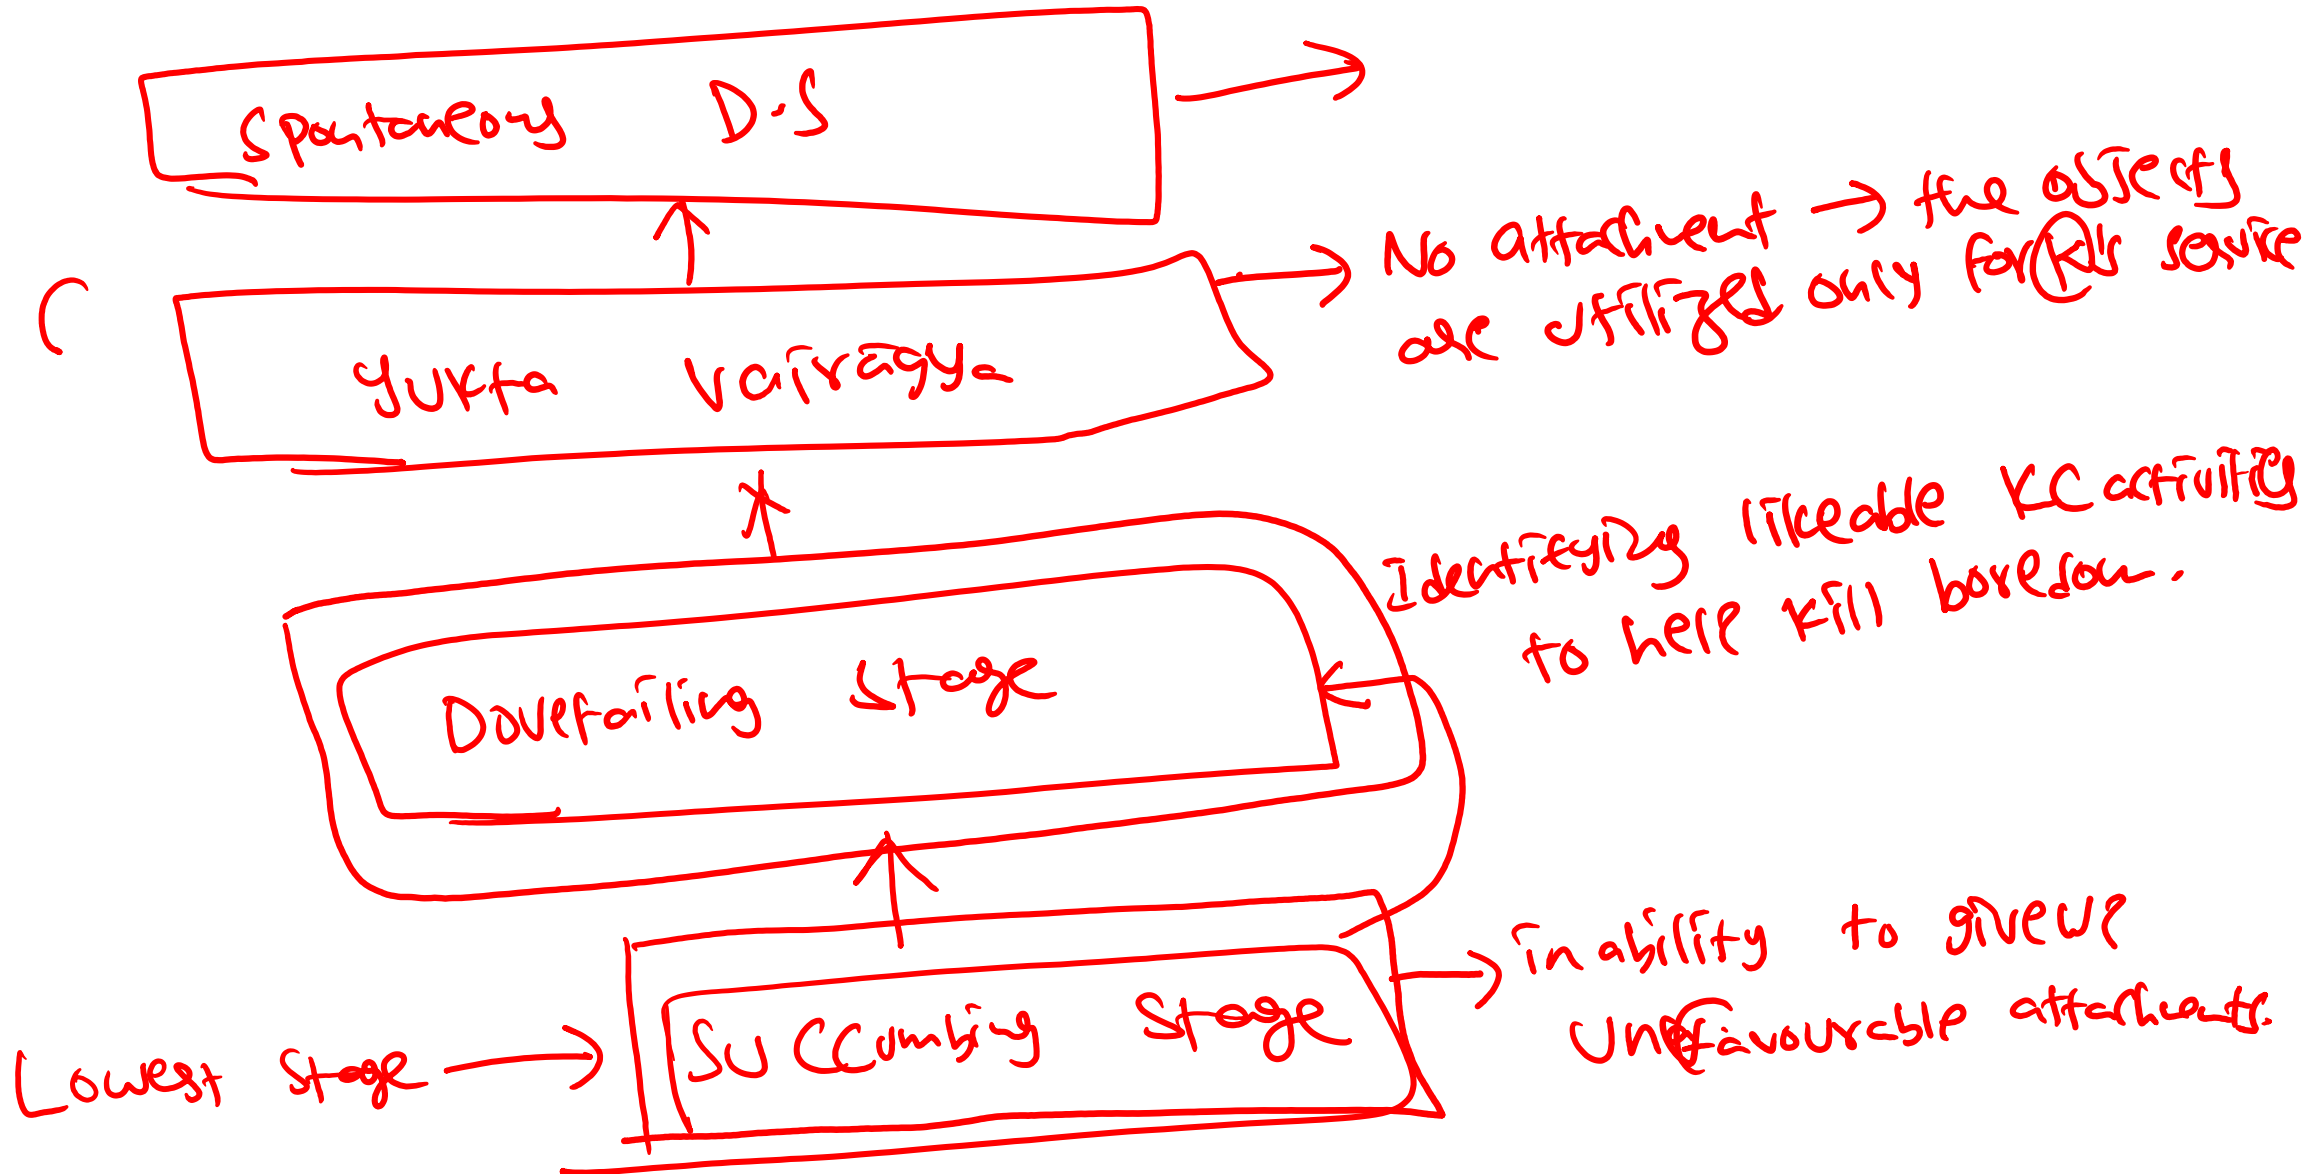 Spontaneous D.S
No attachment → the objects
are utilized only for K's service
Yukta Vairagya
Identifying likeable KC activities
to help kill boredom.
Dovetailing Stage
inability to give up
Unfavourable attachments.
Succumbing Stage
Lowest Stage